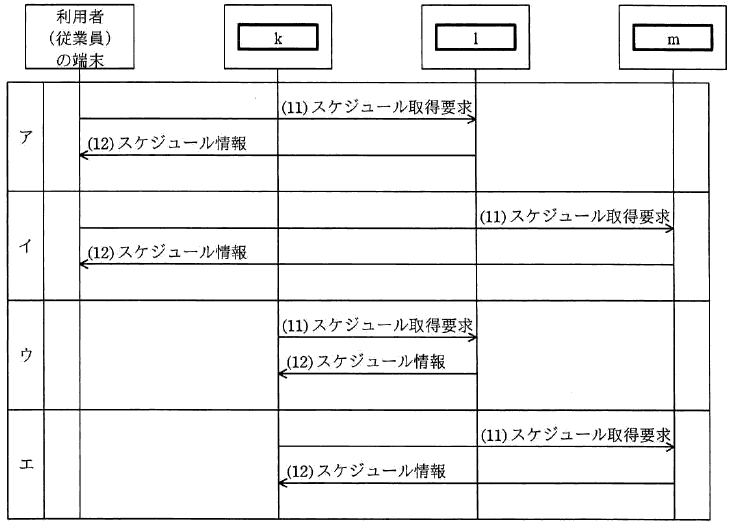 利用者
（従業員）
の端末
k
l
m
ア
(11)スケジュール取得要求
(12)スケジュール情報
イ
(11)スケジュール取得要求
(12)スケジュール情報
ウ
(11)スケジュール取得要求
(12)スケジュール情報
エ
(11)スケジュール取得要求
(12)スケジュール情報